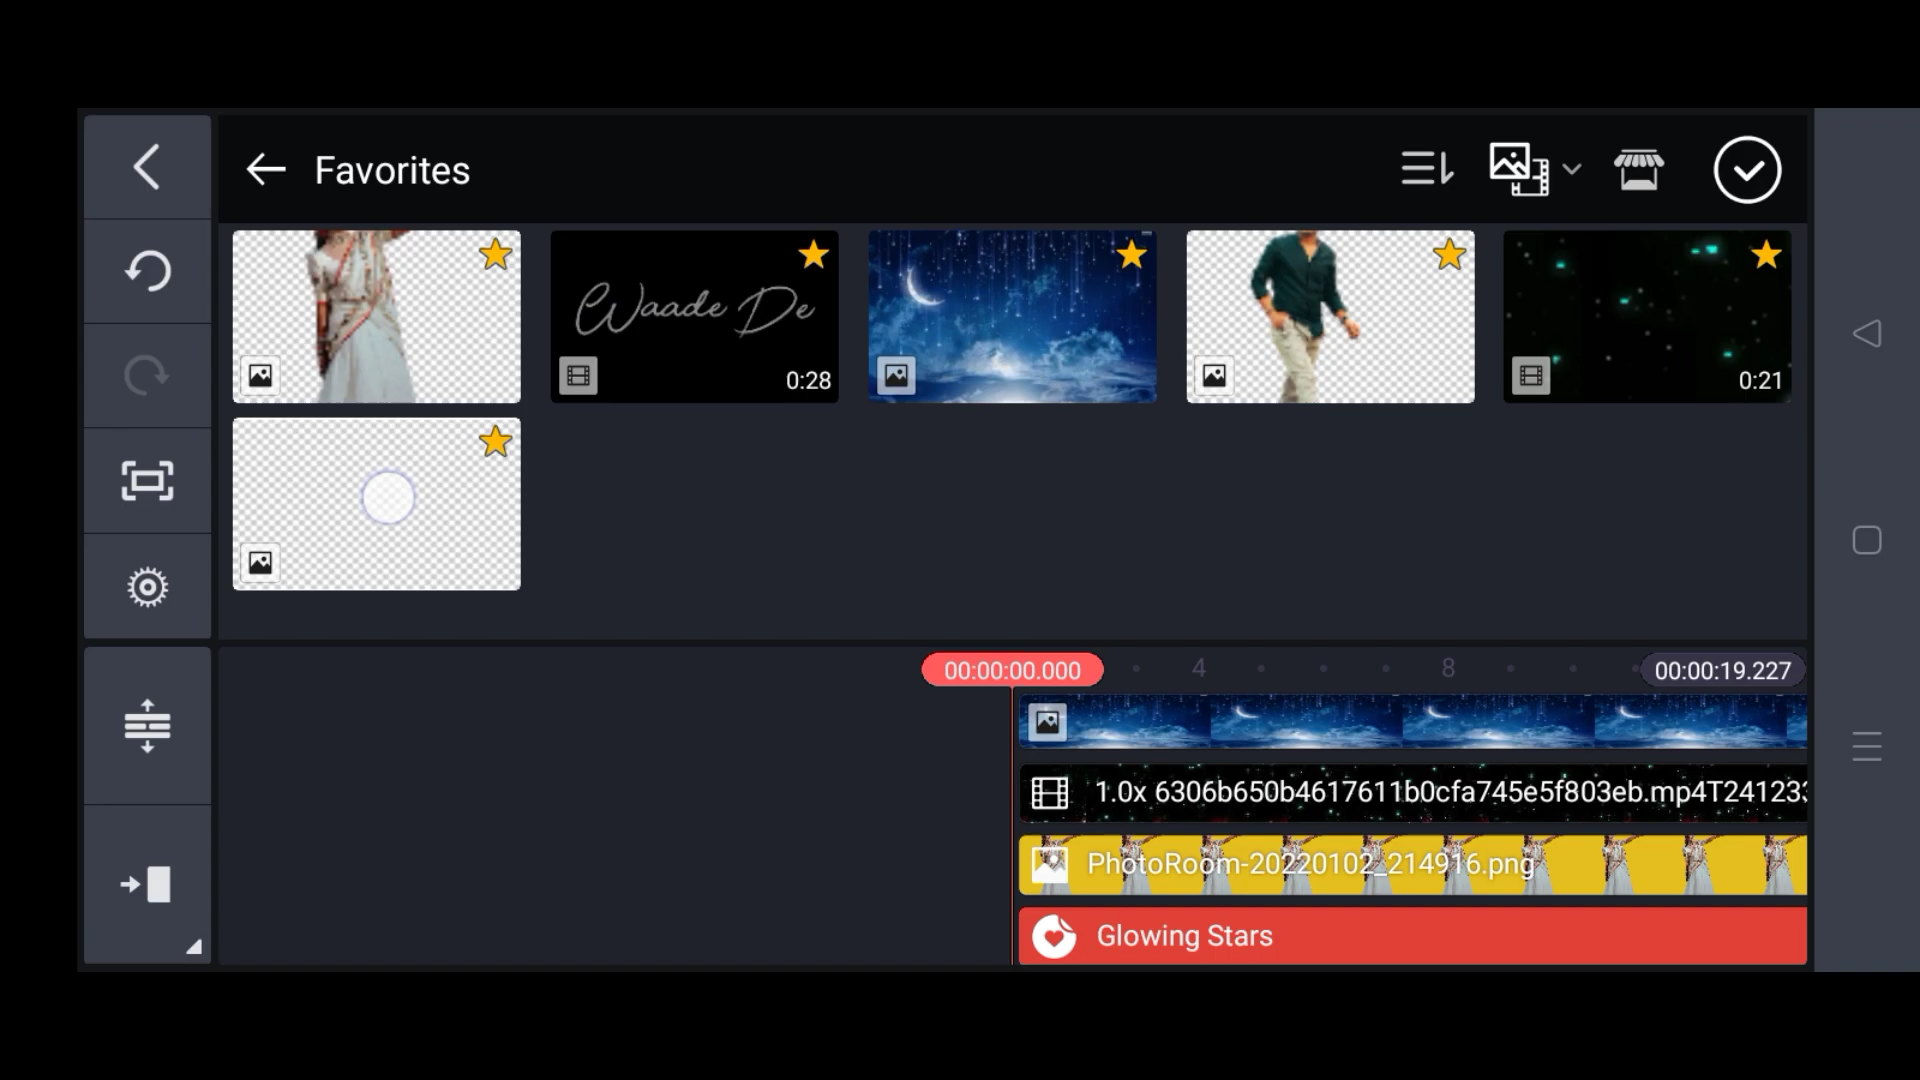 Favorites
Waade De
0:28
0:21
00:00:00.000
4
8
00:00:19.227
1.0x 6306b650b4617611b0cfa745e5f803eb.mp4T241233
PhotoRoom-20220102_214916.png
Glowing Stars